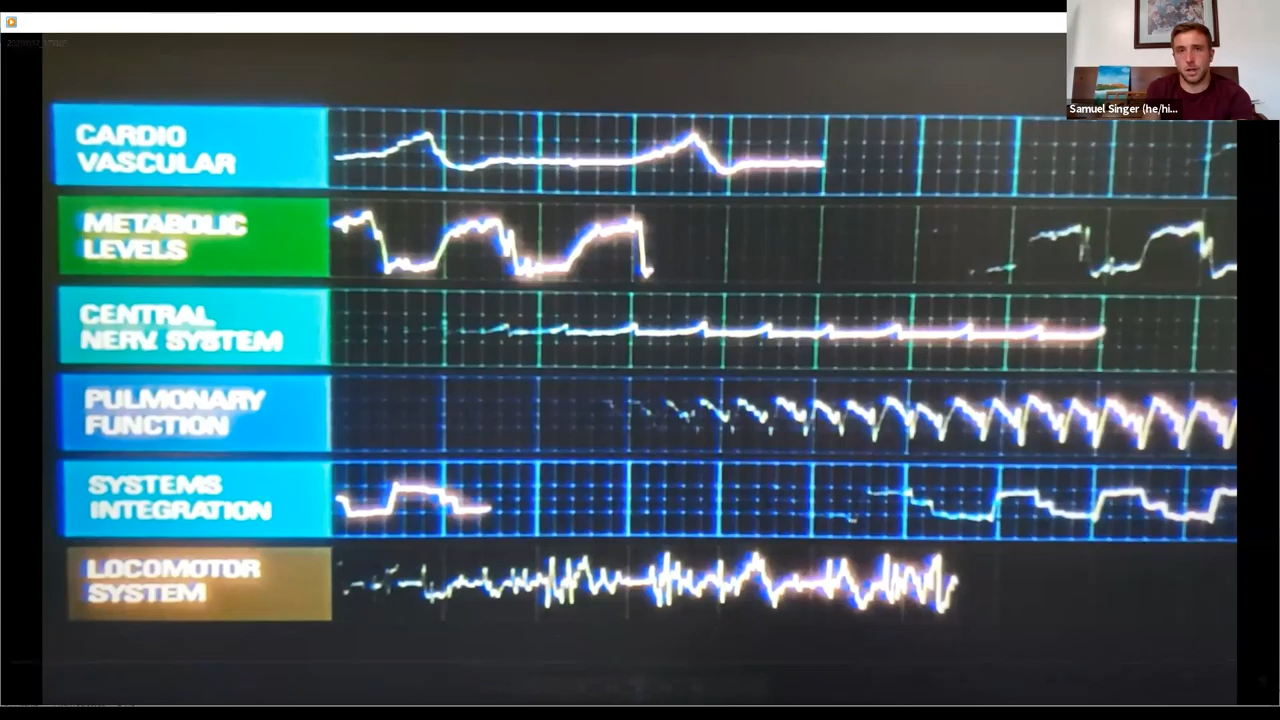 Samuel Singer (he/hi...
CARDIO
VASCULAR
METABOLIC
LEVELS
CENTRAL
NERV. SYSTEM
PULMONARY
FUNCTION
SYSTEMS
INTEGRATION
LOCOMOTOR
SYSTEM